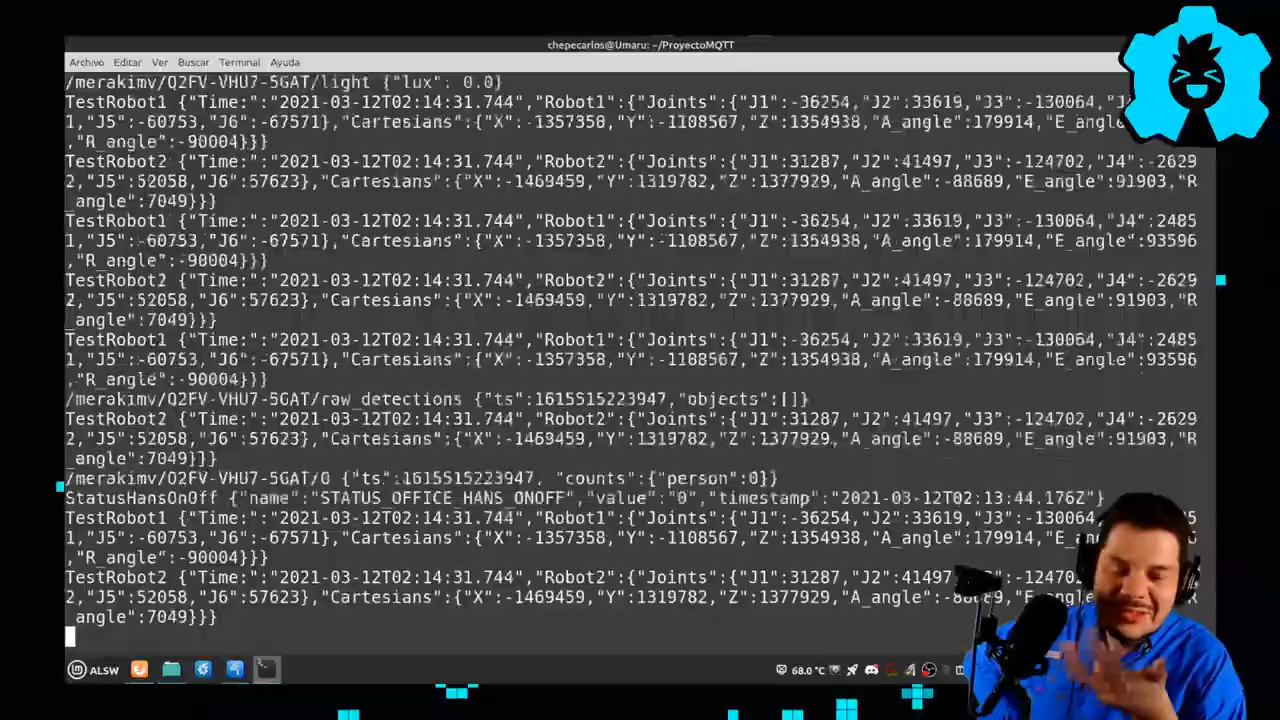 chepecarlos@Umaru: ~/ProyectoMQTT
Archivo Editar Ver Buscar Terminal Ayuda
/merakimv/Q2FV-VHU7-5GAT/light {"lux": 0.0}
TestRobot1 {"Time:":"2021-03-12T02:14:31.744","Robot1":{"Joints":{"J1":-36254,"J2":33619,"J3":-130064,"J
1,"J5":-60753,"J6":-67571},"Cartesians":{"X":-1357358,"Y":-1108567,"Z":1354938,"A_angle":179914,"E_angle
,"R_angle":-90004}}}
TestRobot2 {"Time:":"2021-03-12T02:14:31.744","Robot2":{"Joints":{"J1":31287,"J2":41497,"J3":-124702,"J4":-2629
2,"J5":52058,"J6":57623},"Cartesians":{"X":-1469459,"Y":1319782,"Z":1377929,"A_angle":-88689,"E_angle":91903,"R
_angle":7049}}}
TestRobot1 {"Time:":"2021-03-12T02:14:31.744","Robot1":{"Joints":{"J1":-36254,"J2":33619,"J3":-130064,"J4":2485
1,"J5":-60753,"J6":-67571},"Cartesians":{"X":-1357358,"Y":-1108567,"Z":1354938,"A_angle":179914,"E_angle":93596
,"R_angle":-90004}}}
TestRobot2 {"Time:":"2021-03-12T02:14:31.744","Robot2":{"Joints":{"J1":31287,"J2":41497,"J3":-124702,"J4":-2629
2,"J5":52058,"J6":57623},"Cartesians":{"X":-1469459,"Y":1319782,"Z":1377929,"A_angle":-88689,"E_angle":91903,"R
_angle":7049}}}
TestRobot1 {"Time:":"2021-03-12T02:14:31.744","Robot1":{"Joints":{"J1":-36254,"J2":33619,"J3":-130064,"J4":2485
1,"J5":-60753,"J6":-67571},"Cartesians":{"X":-1357358,"Y":-1108567,"Z":1354938,"A_angle":179914,"E_angle":93596
,"R_angle":-90004}}}
/merakimv/Q2FV-VHU7-5GAT/raw_detections {"ts":1615515223947,"objects":[]}
TestRobot2 {"Time:":"2021-03-12T02:14:31.744","Robot2":{"Joints":{"J1":31287,"J2":41497,"J3":-124702,"J4":-2629
2,"J5":52058,"J6":57623},"Cartesians":{"X":-1469459,"Y":1319782,"Z":1377929,"A_angle":-88689,"E_angle":91903,"R
_angle":7049}}}
/merakimv/Q2FV-VHU7-5GAT/0 {"ts":1615515223947, "counts":{"person":0}}
StatusHansOnOff {"name":"STATUS_OFFICE_HANS_ONOFF","value":"0","timestamp":"2021-03-12T02:13:44.176Z"}
TestRobot1 {"Time:":"2021-03-12T02:14:31.744","Robot1":{"Joints":{"J1":-36254,"J2":33619,"J3":-130064, 51
1,"J5":-60753,"J6":-67571},"Cartesians":{"X":-1357358,"Y":-1108567,"Z":1354938,"A_angle":179914,"E_an 96
,"R_angle":-90004}}}
TestRobot2 {"Time:":"2021-03-12T02:14:31.744","Robot2":{"Joints":{"J1":31287,"J2":41497,"J3":-12470 29
2,"J5":52058,"J6":57623},"Cartesians":{"X":-1469459,"Y":1319782,"Z":1377929,"A_angle":-88689,"E_a "R
_angle":7049}}}
ALSW 68.0°C